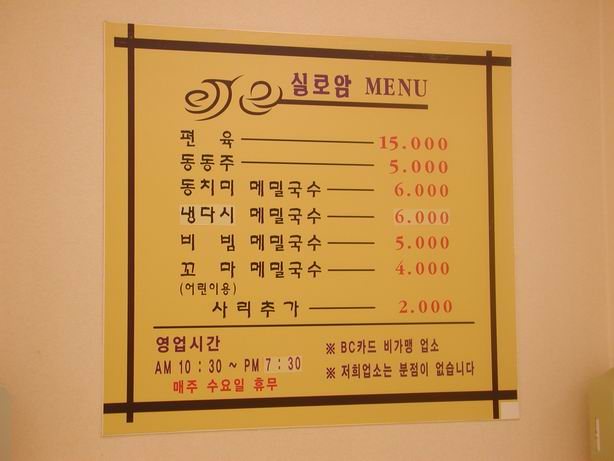 실로암 MENU
편 육 15.000
동동주 5.000
동치미 메밀국수 6.000
냉다시 메밀국수 6.000
비 빔 메밀국수 5.000
꼬 마 메밀국수 4.000
(어린이용)
사리추가 2.000
영업시간
AM 10 : 30 ~ PM 7 : 30
매주 수요일 휴무
※ BC카드 비가맹 업소
※ 저희업소는 분점이 없습니다